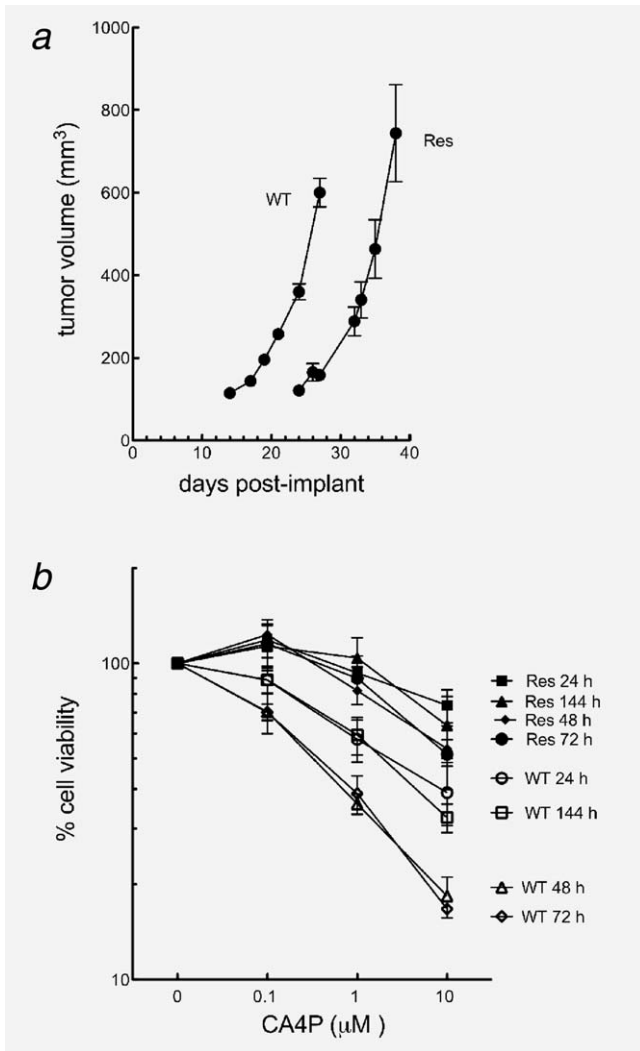 a
1000
800
600
400
200
0
tumor volume (mm³)
WT
Res
0 10 20 30 40
days post-implant
b
100
10
% cell viability
Res 24 h
Res 144 h
Res 48 h
Res 72 h
WT 24 h
WT 144 h
WT 48 h
WT 72 h
0 0.1 1 10
CA4P (μM )